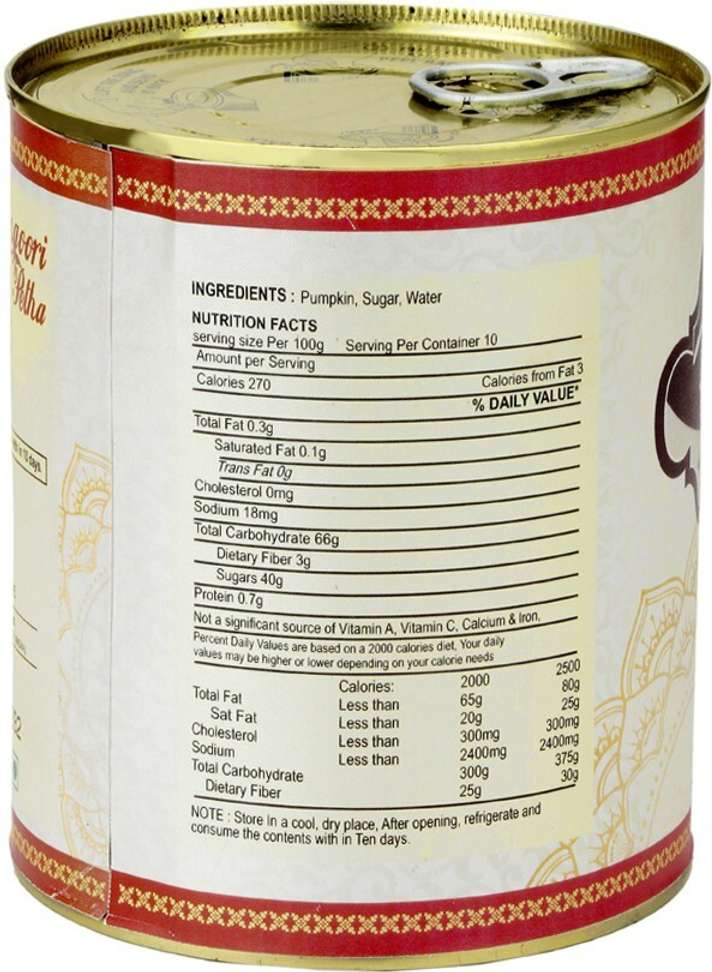 goori
Petha
in 10 days.
INGREDIENTS : Pumpkin, Sugar, Water
NUTRITION FACTS
serving size Per 100g Serving Per Container 10
Amount per Serving
Calories 270 Calories from Fat 3
% DAILY VALUE*
Total Fat 0.3g
Saturated Fat 0.1g
Trans Fat 0g
Cholesterol 0mg
Sodium 18mg
Total Carbohydrate 66g
Dietary Fiber 3g
Sugars 40g
Protein 0.7g
Not a significant source of Vitamin A, Vitamin C, Calcium & Iron,
Percent Daily Values are based on a 2000 calories diet, Your daily
values may be higher or lower depending on your calorie needs
Calories: 2000 2500
Total Fat Less than 65g 80g
Sat Fat Less than 20g 25g
Cholesterol Less than 300mg 300mg
Sodium Less than 2400mg 2400mg
Total Carbohydrate 300g 375g
Dietary Fiber 25g 30g
NOTE : Store In a cool, dry place, After opening, refrigerate and
consume the contents with in Ten days.